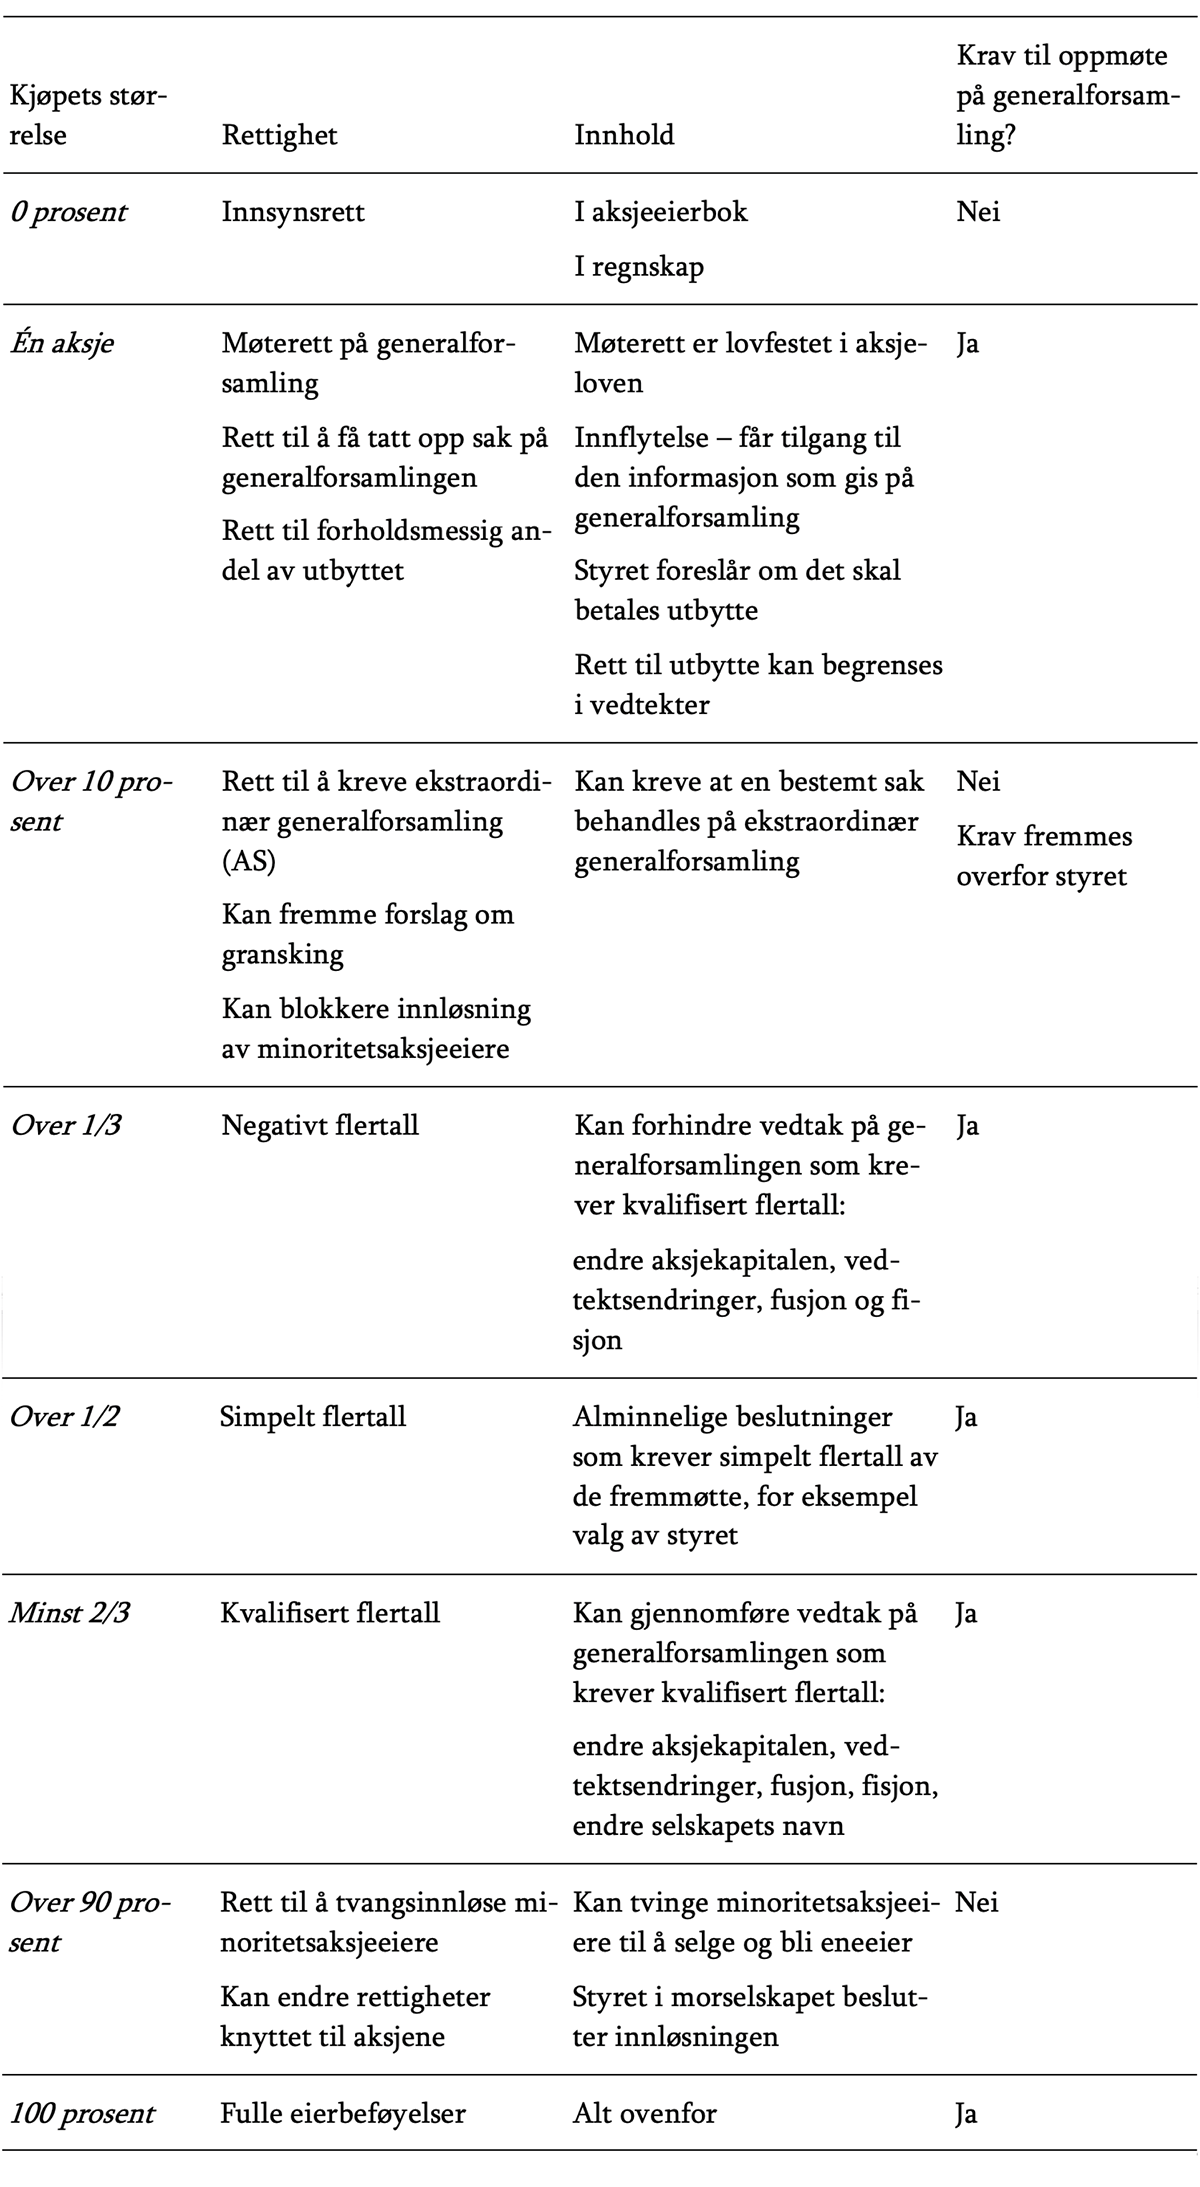 Kjøpets stør-
relse
Rettighet
Innhold
Krav til oppmøte
på generalforsam-
ling?
0 prosent
Innsynsrett
I aksjeeierbok
I regnskap
Nei
Én aksje
Møterett på generalfor-
samling
Rett til å få tatt opp sak på
generalforsamlingen
Rett til forholdsmessig an-
del av utbyttet
Møterett er lovfestet i aksje-
loven
Innflytelse – får tilgang til
den informasjon som gis på
generalforsamling
Styret foreslår om det skal
betales utbytte
Rett til utbytte kan begrenses
i vedtekter
Ja
Over 10 pro-
sent
Rett til å kreve ekstraordi-
nær generalforsamling
(AS)
Kan fremme forslag om
gransking
Kan blokkere innløsning
av minoritetsaksjeeiere
Kan kreve at en bestemt sak
behandles på ekstraordinær
generalforsamling
Nei
Krav fremmes
overfor styret
Over 1/3
Negativt flertall
Kan forhindre vedtak på ge-
neralforsamlingen som kre-
ver kvalifisert flertall:
endre aksjekapitalen, ved-
tektsendringer, fusjon og fi-
sjon
Ja
Over 1/2
Simpelt flertall
Alminnelige beslutninger
som krever simpelt flertall av
de fremmøtte, for eksempel
valg av styret
Ja
Minst 2/3
Kvalifisert flertall
Kan gjennomføre vedtak på
generalforsamlingen som
krever kvalifisert flertall:
endre aksjekapitalen, ved-
tektsendringer, fusjon, fisjon,
endre selskapets navn
Ja
Over 90 pro-
sent
Rett til å tvangsinnløse mi-
noritetsaksjeeiere
Kan endre rettigheter
knyttet til aksjene
Kan tvinge minoritetsaksjeei-
ere til å selge og bli eneeier
Styret i morselskapet beslut-
ter innløsningen
Nei
100 prosent
Fulle eierbeføyelser
Alt ovenfor
Ja